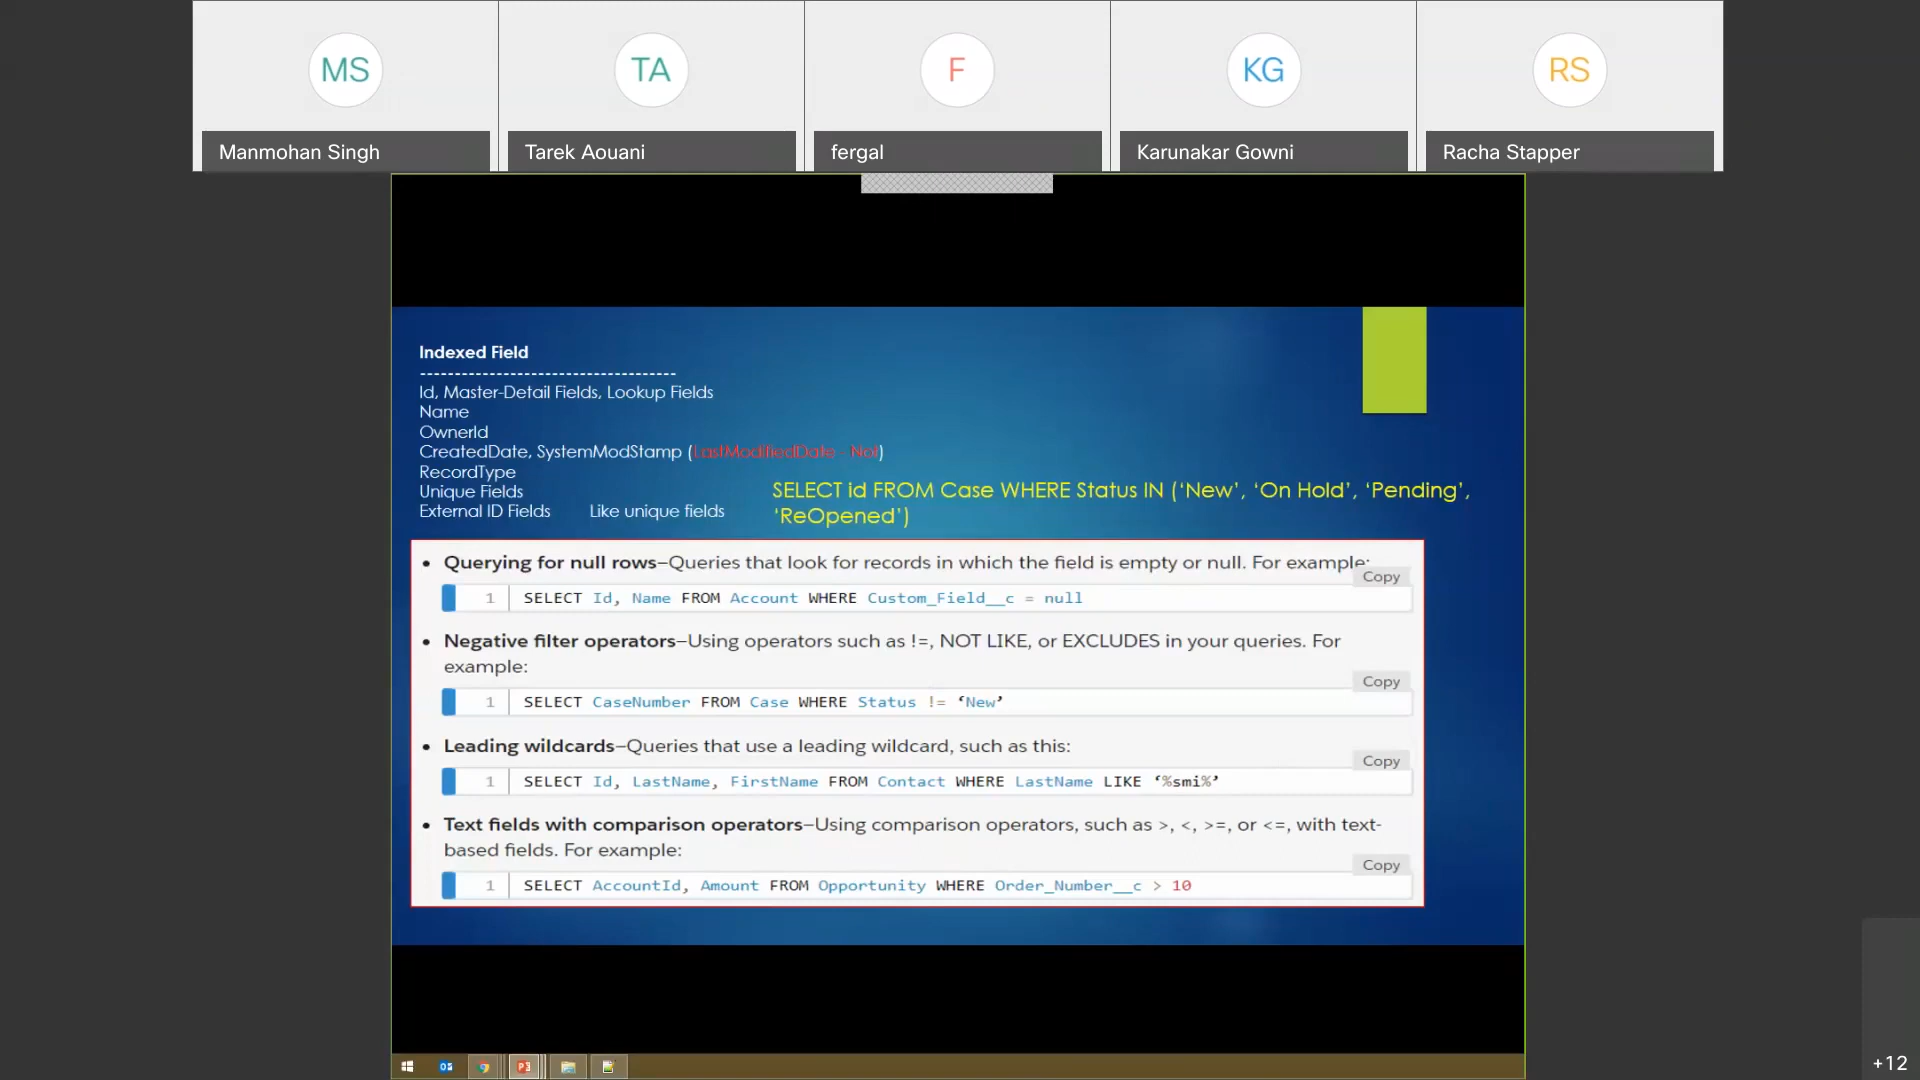 MS
TA
F
KG
RS
Manmohan Singh
Tarek Aouani
fergal
Karunakar Gowni
Racha Stapper
Indexed Field
-------------------------------------
Id, Master-Detail Fields, Lookup Fields
Name
OwnerId
CreatedDate, SystemModStamp (LastModifiedDate - Not)
RecordType
Unique Fields
External ID Fields Like unique fields
SELECT id FROM Case WHERE Status IN (‘New’, ‘On Hold’, ‘Pending’,
‘ReOpened’)
• Querying for null rows–Queries that look for records in which the field is empty or null. For example:
Copy
1 SELECT Id, Name FROM Account WHERE Custom_Field__c = null
• Negative filter operators–Using operators such as !=, NOT LIKE, or EXCLUDES in your queries. For
example:
Copy
1 SELECT CaseNumber FROM Case WHERE Status != ‘New’
• Leading wildcards–Queries that use a leading wildcard, such as this:
Copy
1 SELECT Id, LastName, FirstName FROM Contact WHERE LastName LIKE ‘%smi%’
• Text fields with comparison operators–Using comparison operators, such as >, <, >=, or <=, with text-
based fields. For example:
Copy
1 SELECT AccountId, Amount FROM Opportunity WHERE Order_Number__c > 10
+12